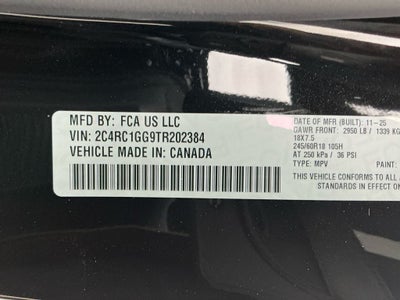 MFD BY: FCA US LLC
VIN: 2C4RC1GG9TR202384
VEHICLE MADE IN: CANADA
DATE OF MFR (BUILT): 11-25
GAWR FRONT: 2950 LB / 1339 KG
18X7.5
245/60R18 105H
AT 250 kPa / 36 PSI
TYPE: MPV PAINT:
THIS VEHICLE CONFORMS TO ALL
IN EFFECT ON